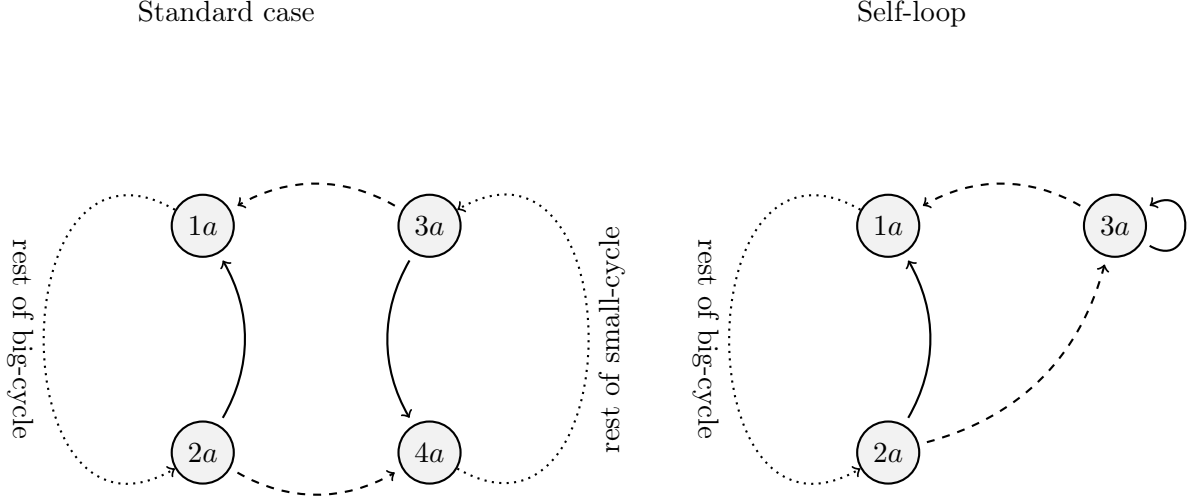 Standard case
Self-loop
rest of big-cycle
1a
3a
2a
4a
rest of small-cycle
rest of big-cycle
1a
3a
2a